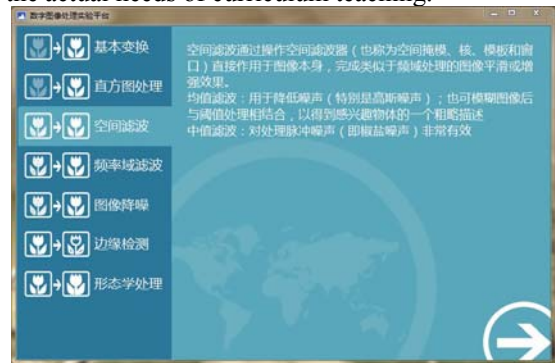 the actual needs of curriculum teaching.
数字图像处理实验平台
基本变换
直方图处理
空间滤波
频率域滤波
图像降噪
边缘检测
形态学处理
空间滤波通过操作空间滤波器（也称为空间掩模、核、模板和窗
口）直接作用于图像本身，完成类似于频域处理的图像平滑或增
强效果。
均值滤波：用于降低噪声（特别是高斯噪声）；也可模糊图像后
与阈值处理相结合，以得到感兴趣物体的一个粗略描述
中值滤波：对处理脉冲噪声（即椒盐噪声）非常有效